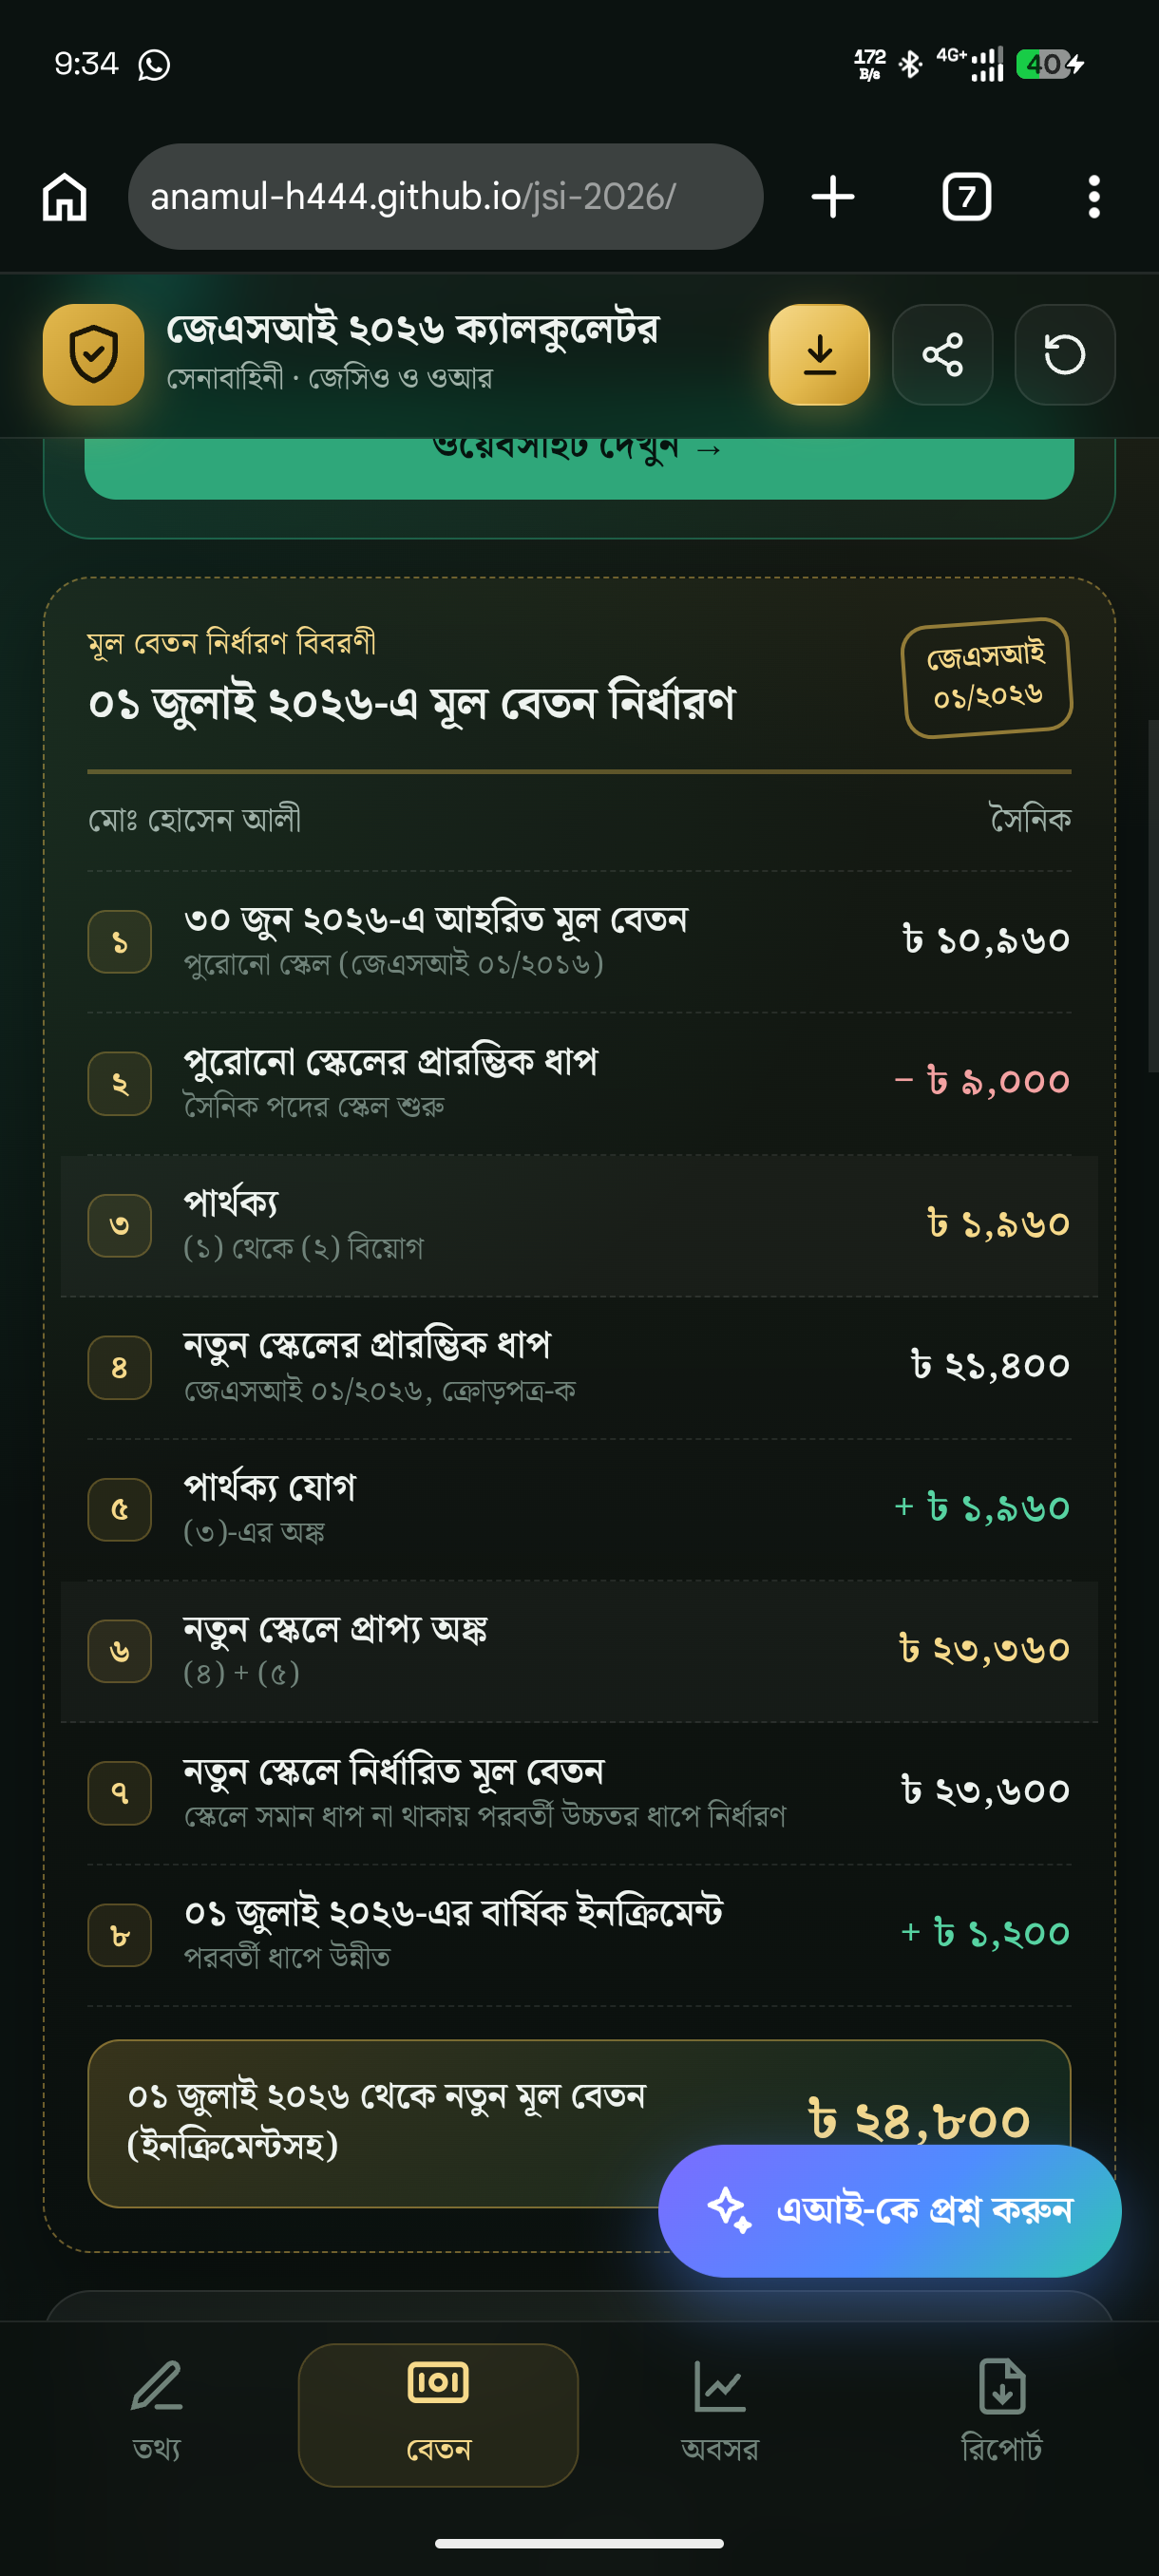 9:34
172 B/s 4G+ 40
anamul-h444.github.io/jsi-2026/
7
জেএসআই ২০২৬ ক্যালকুলেটর
সেনাবাহিনী · জেসিও ও ওআর
ওয়েবসাইট দেখুন →
মূল বেতন নির্ধারণ বিবরণী
০১ জুলাই ২০২৬-এ মূল বেতন নির্ধারণ
জেএসআই
০১/২০২৬
মোঃ হোসেন আলী
সৈনিক
১
৩০ জুন ২০২৬-এ আহরিত মূল বেতন
৳ ১০,৯৬০
পুরোনো স্কেল (জেএসআই ০১/২০১৬)
২
পুরোনো স্কেলের প্রারম্ভিক ধাপ
− ৳ ৯,০০০
সৈনিক পদের স্কেল শুরু
৩
পার্থক্য
৳ ১,৯৬০
(১) থেকে (২) বিয়োগ
৪
নতুন স্কেলের প্রারম্ভিক ধাপ
৳ ২১,৪০০
জেএসআই ০১/২০২৬, ক্রোড়পত্র-ক
৫
পার্থক্য যোগ
+ ৳ ১,৯৬০
(৩)-এর অঙ্ক
৬
নতুন স্কেলে প্রাপ্য অঙ্ক
৳ ২৩,৩৬০
(৪) + (৫)
৭
নতুন স্কেলে নির্ধারিত মূল বেতন
৳ ২৩,৬০০
স্কেলে সমান ধাপ না থাকায় পরবর্তী উচ্চতর ধাপে নির্ধারণ
৮
০১ জুলাই ২০২৬-এর বার্ষিক ইনক্রিমেন্ট
+ ৳ ১,২০০
পরবর্তী ধাপে উন্নীত
০১ জুলাই ২০২৬ থেকে নতুন মূল বেতন
(ইনক্রিমেন্টসহ)
৳ ২৪,৮০০
এআই-কে প্রশ্ন করুন
তথ্য
বেতন
অবসর
রিপোর্ট